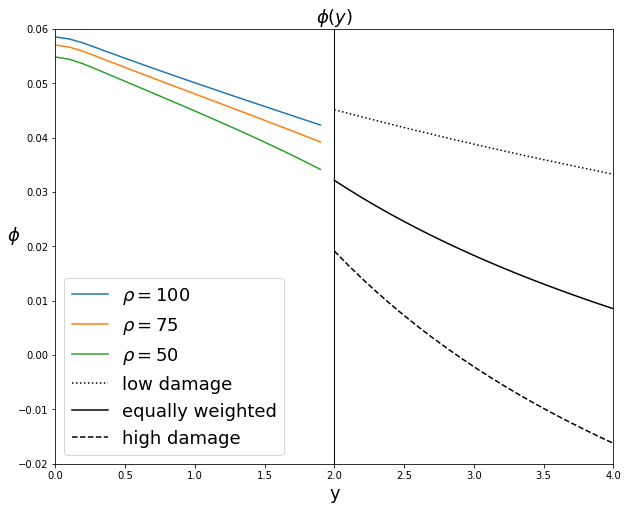 ϕ(y)
0.06
0.05
0.04
0.03
0.02
0.01
0.00
−0.01
−0.02
ϕ
ρ = 100
ρ = 75
ρ = 50
low damage
equally weighted
high damage
0.0 0.5 1.0 1.5 2.0 2.5 3.0 3.5 4.0
y